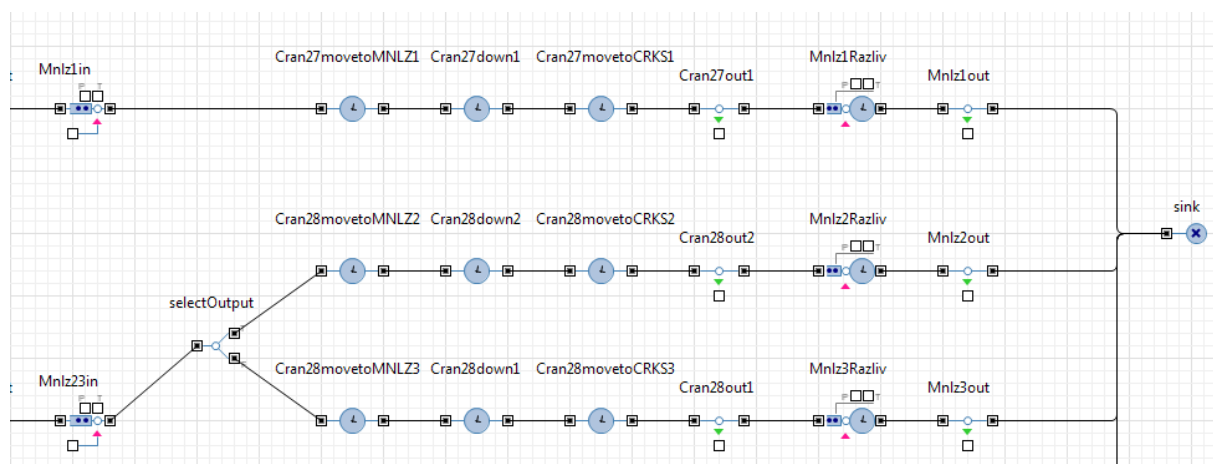 Mnlz1in
Cran27movetoMNLZ1 Cran27down1 Cran27movetoCRKS1
Cran27out1
Mnlz1Razliv
Mnlz1out
Cran28movetoMNLZ2 Cran28down2 Cran28movetoCRKS2
Cran28out2
Mnlz2Razliv
Mnlz2out
sink
selectOutput
Mnlz23in
Cran28movetoMNLZ3 Cran28down1 Cran28movetoCRKS3
Cran28out1
Mnlz3Razliv
Mnlz3out